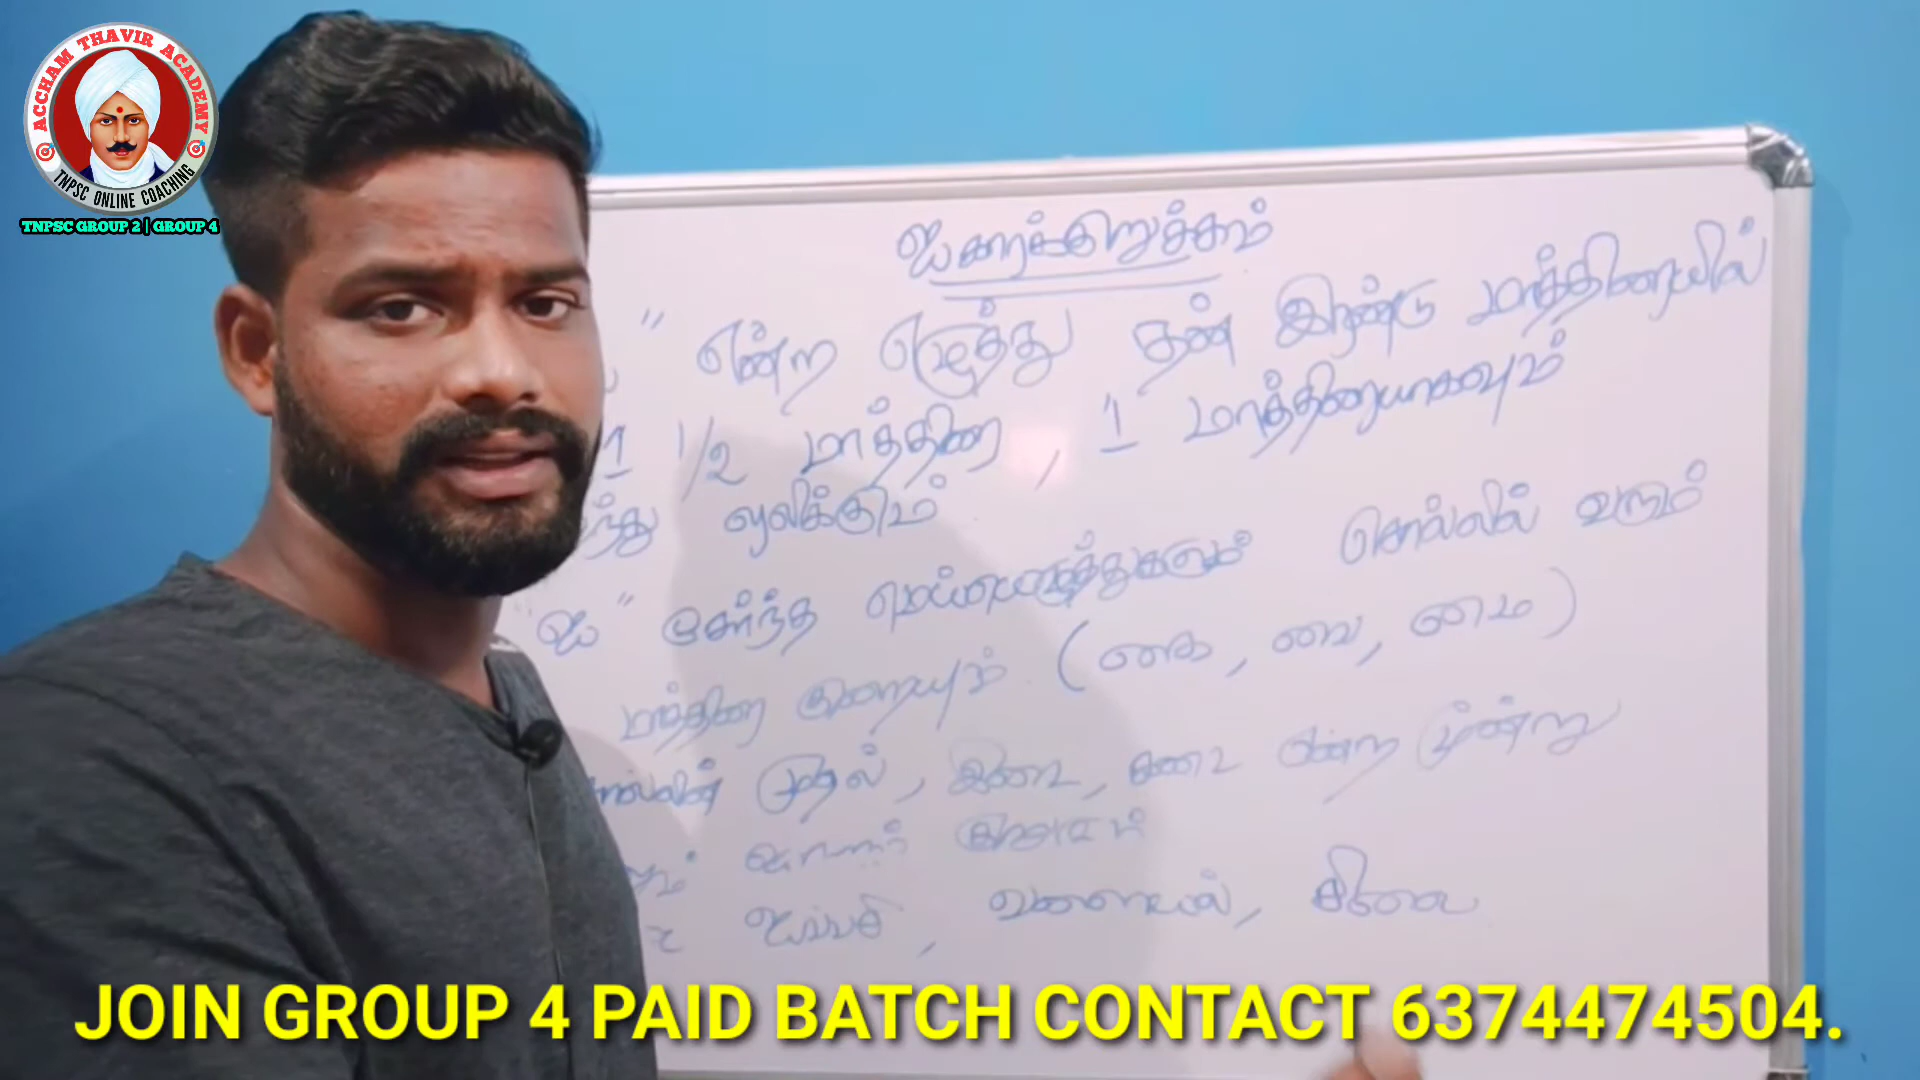 ACCHAM THAVIR ACADEMY
TNPSC ONLINE COACHING
TNPSC GROUP 2 | GROUP 4
ஐகாரக்குறுக்கம்
" என்ற எழுத்து தன் இரண்டு மாத்திரையில்
1 1/2 மாத்திரை , 1 மாத்திரையாகவும்
ந்து ஒலிக்கும்
"ஐ" சேர்ந்த மெய்யெழுத்துகளும் சொல்லில் வரும்
மாத்திரை குறையும் ( கை , வை , மை )
முதல் , இடை , கடை என்ற மூன்று
குறையும்
ஐப்பசி , வளையல் ,
JOIN GROUP 4 PAID BATCH CONTACT 6374474504.